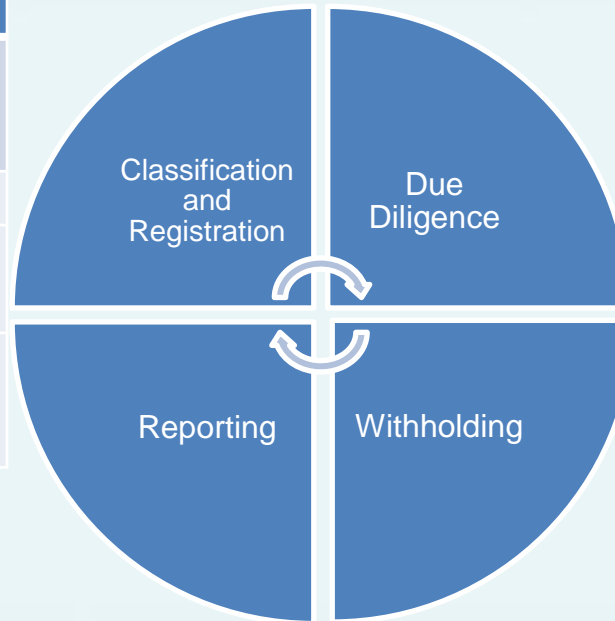 Classification
and
Registration
Due
Diligence
Reporting
Withholding